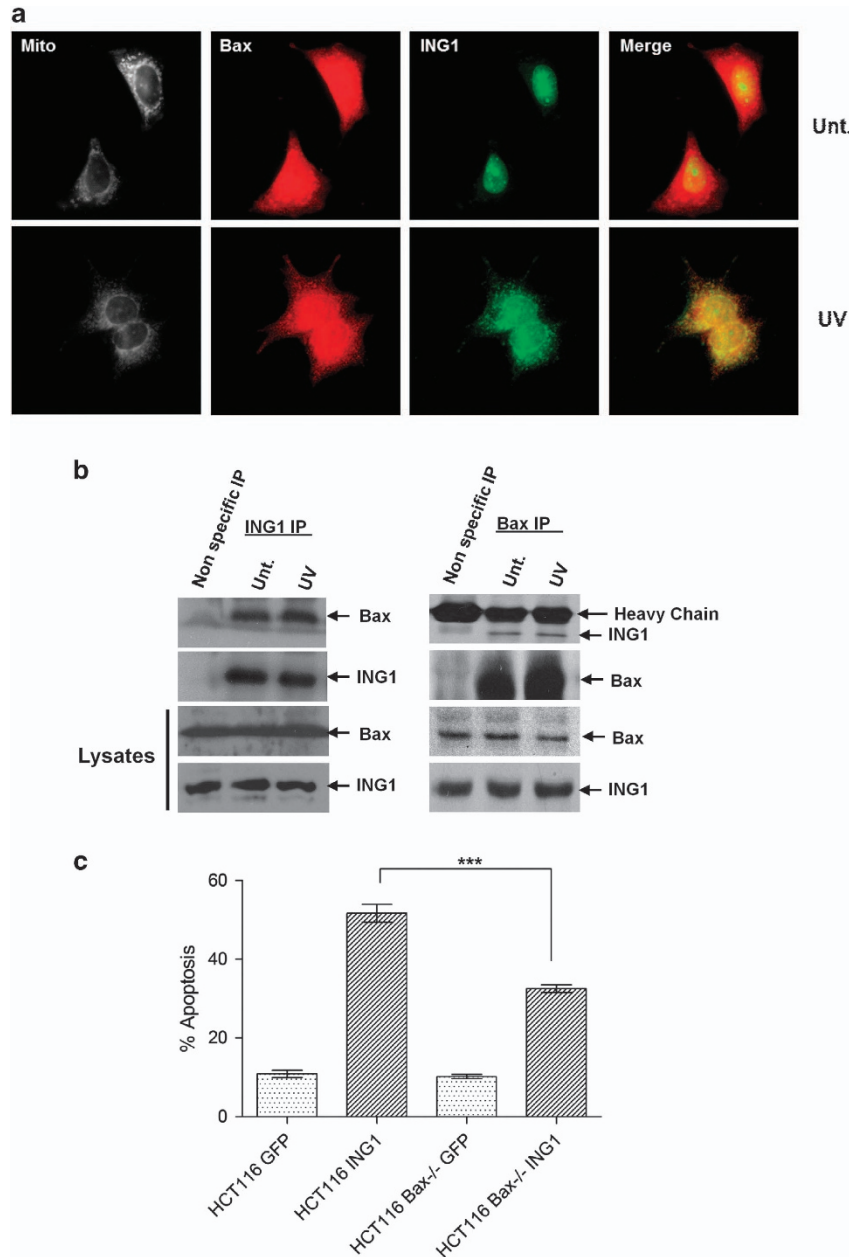 a
Mito Bax ING1 Merge
Unt.
UV
b
Non specific IP
ING1 IP
Unt.
UV
Bax
ING1
Lysates
Bax
ING1
Non specific IP
Bax IP
Unt.
UV
Heavy Chain
ING1
Bax
Bax
ING1
c
***
% Apoptosis
60
40
20
0
HCT116 GFP
HCT116 ING1
HCT116 Bax-/- GFP
HCT116 Bax-/- ING1